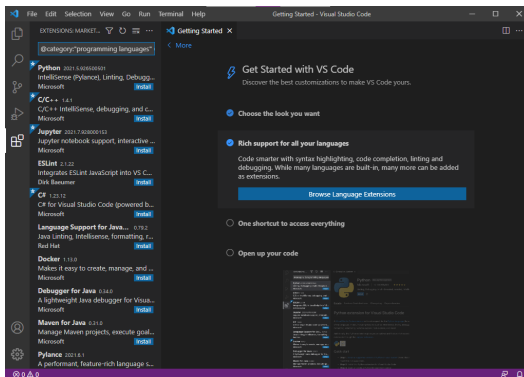 File Edit Selection View Go Run Terminal Help
Getting Started - Visual Studio Code
EXTENSIONS: MARKET...
@category:"programming languages"
Python 2021.5.926500501
IntelliSense (Pylance), Linting, Debugg...
Microsoft
Install
C/C++ 1.4.1
C/C++ IntelliSense, debugging, and c...
Microsoft
Install
Jupyter
Jupyter notebook support, interactive ...
Microsoft
Install
ESLint 2.1.22
Integrates ESLint JavaScript into VS C...
Dirk Baeumer
Install
C# 1.23.12
C# for Visual Studio Code (powered b...
Microsoft
Install
Language Support for Java... 0.79.2
Java Linting, Intellisense, formatting, r...
Red Hat
Install
Docker 1.13.0
Makes it easy to create, manage, and ...
Microsoft
Install
Debugger for Java 0.34.0
A lightweight Java debugger for Visua...
Microsoft
Install
Maven for Java 0.31.0
Manage Maven projects, execute goal...
Microsoft
Install
Pylance 2021.6.1
A performant, feature-rich language s...
0 0
Getting Started
More
Get Started with VS Code
Discover the best customizations to make VS Code yours.
Choose the look you want
Rich support for all your languages
Code smarter with syntax highlighting, code completion, linting and
debugging. While many languages are built-in, many more can be added
as extensions.
Browse Language Extensions
One shortcut to access everything
Open up your code